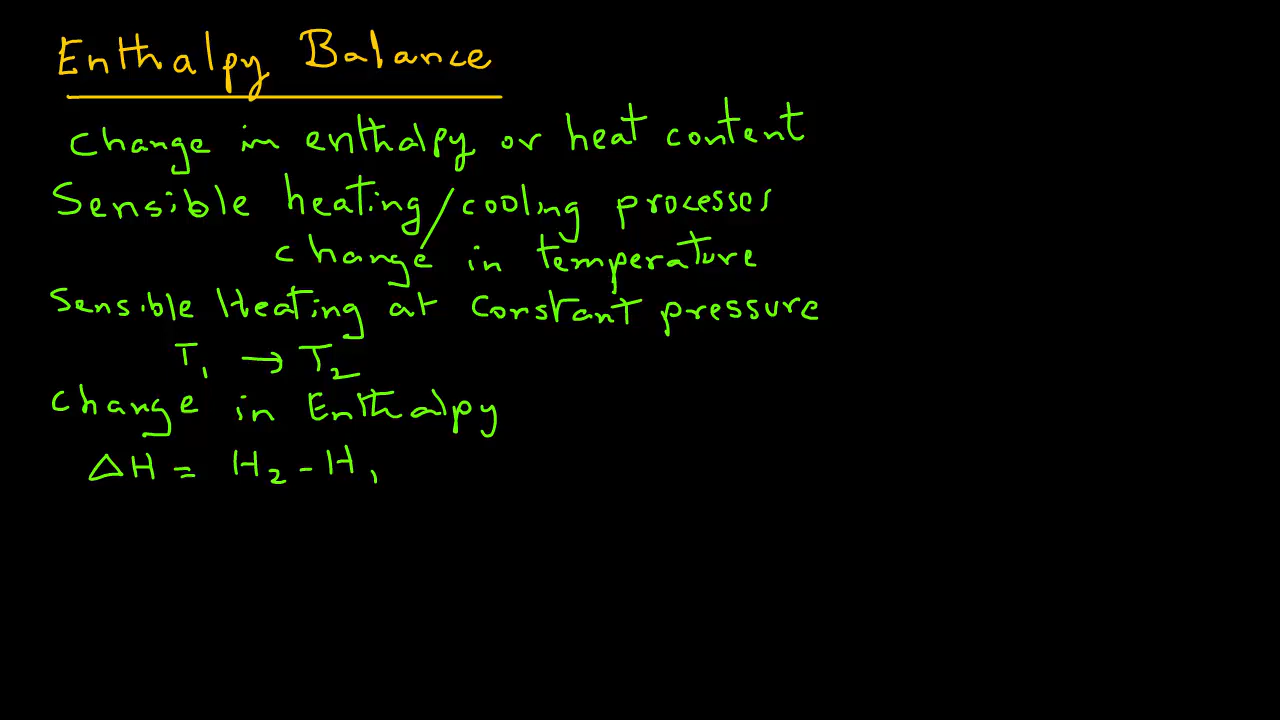 Enthalpy Balance
Change in enthalpy or heat content
Sensible heating/cooling processes
change in temperature
Sensible Heating at Constant pressure
T₁ → T₂
Change in Enthalpy
ΔH = H₂ - H₁